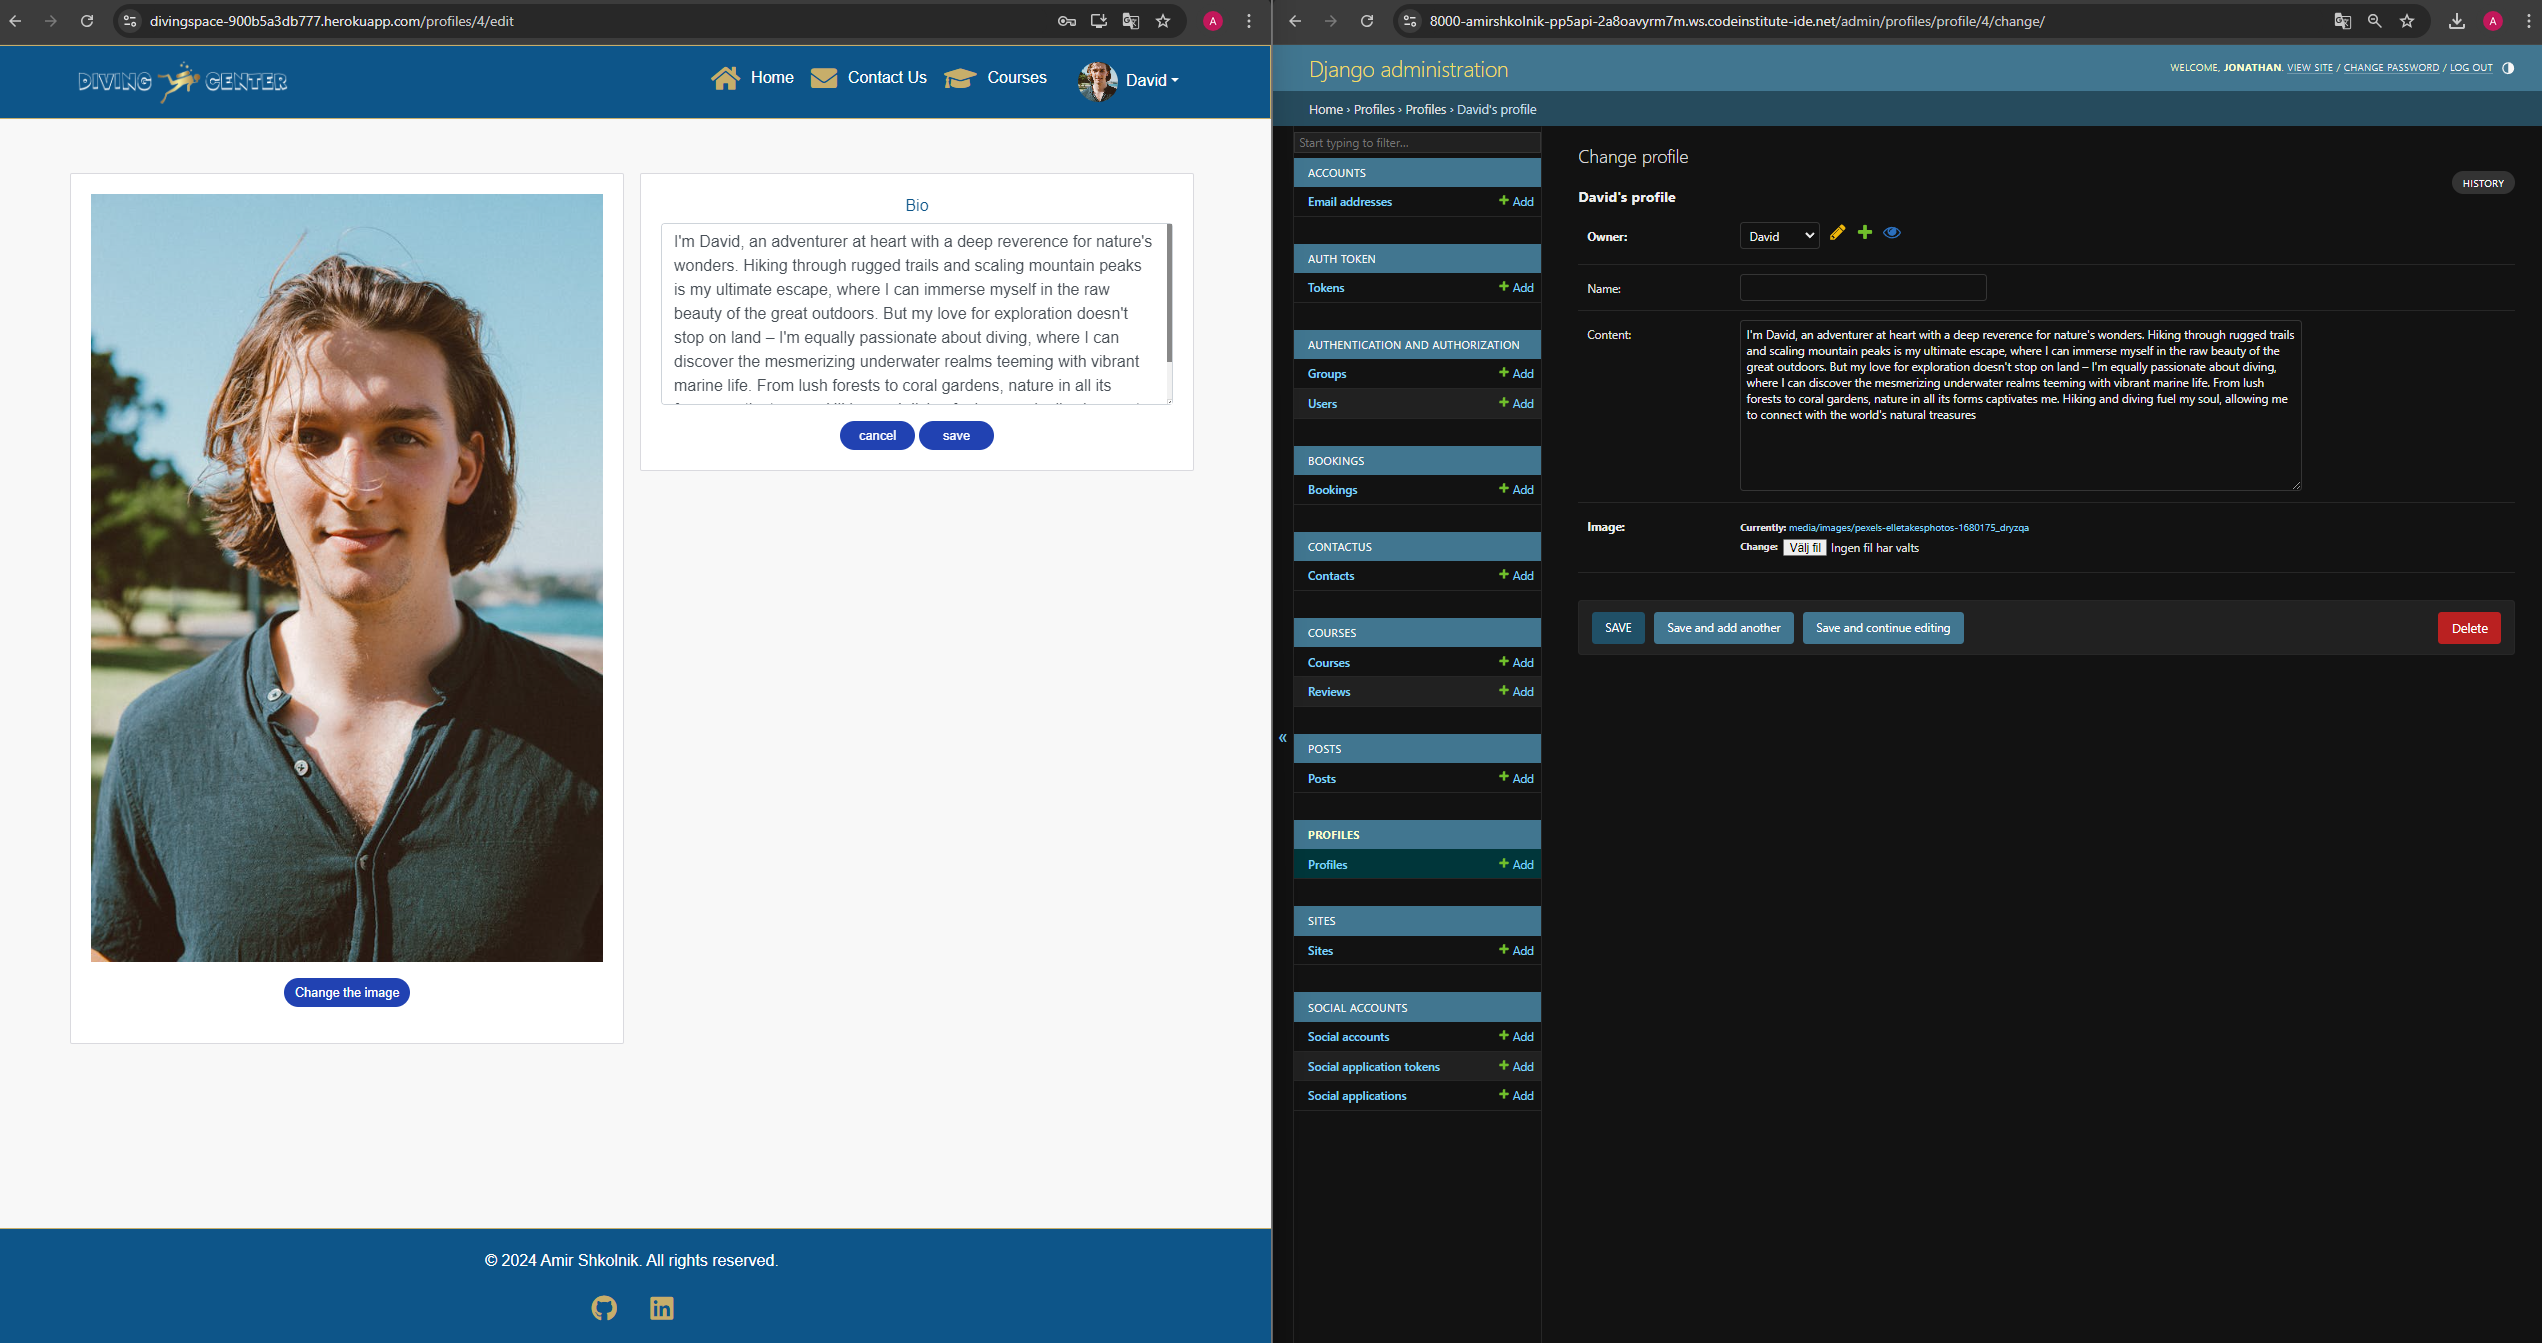 divingspace-900b5a3db777.herokuapp.com/profiles/4/edit
A
DIVING CENTER
Home
Contact Us
Courses
David
Bio
I'm David, an adventurer at heart with a deep reverence for nature's
wonders. Hiking through rugged trails and scaling mountain peaks
is my ultimate escape, where I can immerse myself in the raw
beauty of the great outdoors. But my love for exploration doesn't
stop on land – I'm equally passionate about diving, where I can
discover the mesmerizing underwater realms teeming with vibrant
marine life. From lush forests to coral gardens, nature in all its
cancel
save
Change the image
© 2024 Amir Shkolnik. All rights reserved.
in
8000-amirshkolnik-pp5api-2a8oavyrm7m.ws.codeinstitute-ide.net/admin/profiles/profile/4/change/
A
Django administration
WELCOME, JONATHAN. VIEW SITE / CHANGE PASSWORD / LOG OUT
Home › Profiles › Profiles › David's profile
Start typing to filter...
ACCOUNTS
Email addresses + Add
AUTH TOKEN
Tokens + Add
AUTHENTICATION AND AUTHORIZATION
Groups + Add
Users + Add
BOOKINGS
Bookings + Add
CONTACTUS
Contacts + Add
COURSES
Courses + Add
Reviews + Add
«
POSTS
Posts + Add
PROFILES
Profiles + Add
SITES
Sites + Add
SOCIAL ACCOUNTS
Social accounts + Add
Social application tokens + Add
Social applications + Add
Change profile
HISTORY
David's profile
Owner: David
Name:
Content:
I'm David, an adventurer at heart with a deep reverence for nature's wonders. Hiking through rugged trails
and scaling mountain peaks is my ultimate escape, where I can immerse myself in the raw beauty of the
great outdoors. But my love for exploration doesn't stop on land – I'm equally passionate about diving,
where I can discover the mesmerizing underwater realms teeming with vibrant marine life. From lush
forests to coral gardens, nature in all its forms captivates me. Hiking and diving fuel my soul, allowing me
to connect with the world's natural treasures
Image:
Currently: media/images/pexels-elletakesphotos-1680175_dryzqa
Change: Välj fil Ingen fil har valts
SAVE
Save and add another
Save and continue editing
Delete